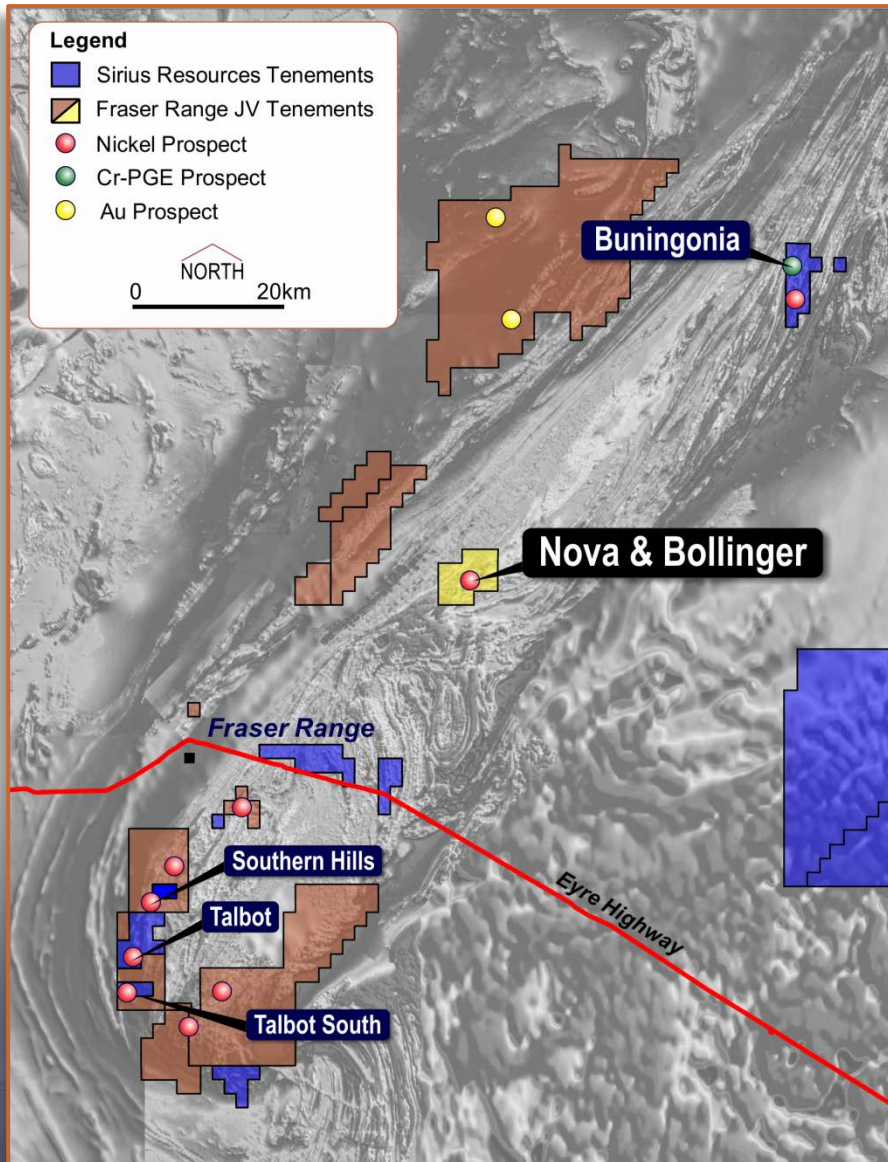 Legend
Sirius Resources Tenements
Fraser Range JV Tenements
Nickel Prospect
Cr-PGE Prospect
Au Prospect
NORTH
0 20km
Buningonia
Nova & Bollinger
Fraser Range
Southern Hills
Eyre Highway
Talbot
Talbot South